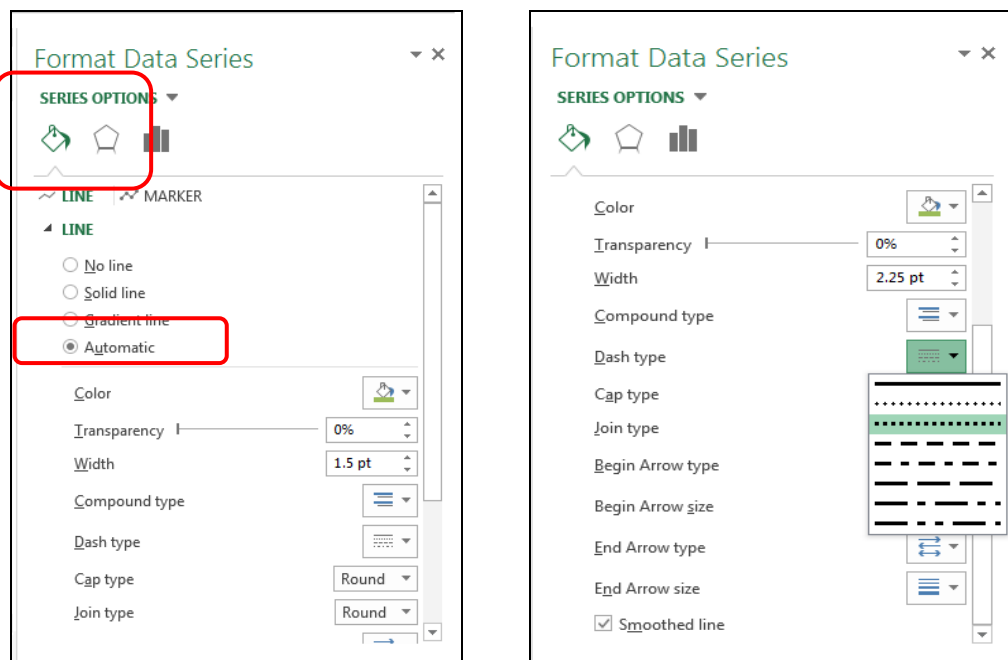 Format Data Series
SERIES OPTIONS
LINE MARKER
LINE
No line
Solid line
Gradient line
Automatic
Color
Transparency 0%
Width 1.5 pt
Compound type
Dash type
Cap type Round
Join type Round
Format Data Series
SERIES OPTIONS
Color
Transparency 0%
Width 2.25 pt
Compound type
Dash type
Cap type
Join type
Begin Arrow type
Begin Arrow size
End Arrow type
End Arrow size
Smoothed line